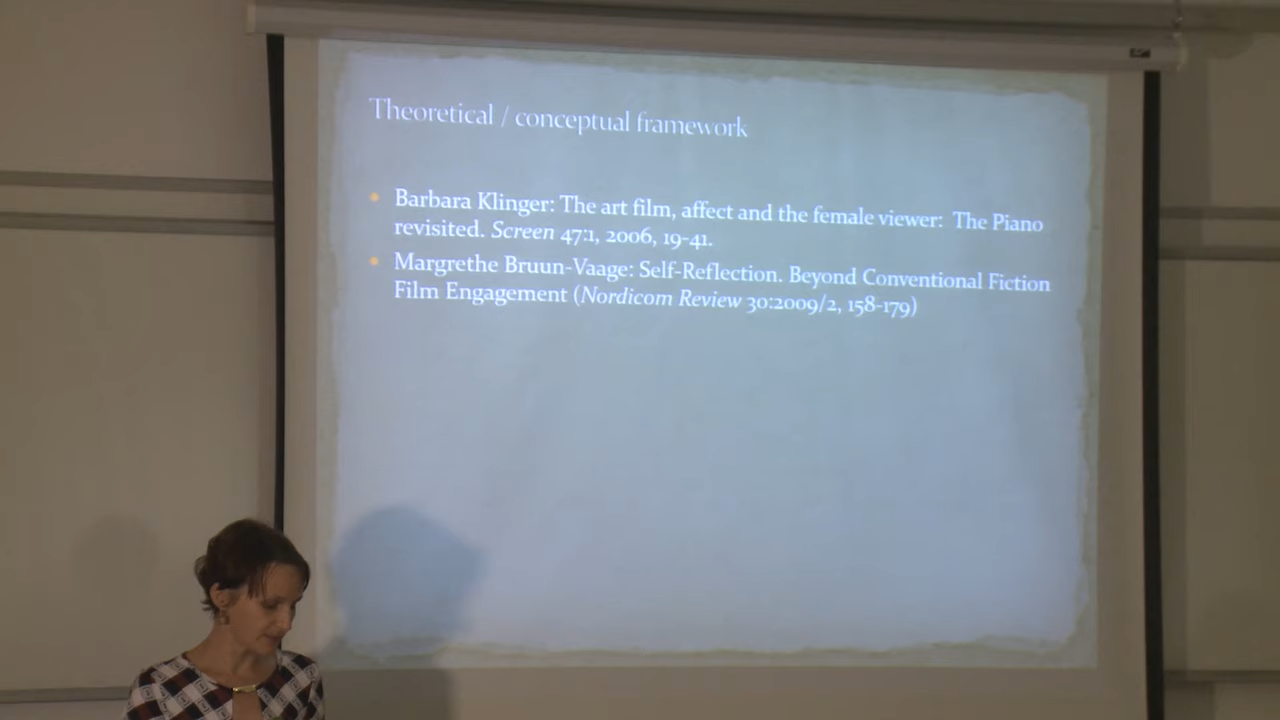 Theoretical / conceptual framework
Barbara Klinger: The art film, affect and the female viewer: The Piano
revisited. Screen 47:1, 2006, 19-41.
Margrethe Bruun-Vaage: Self-Reflection. Beyond Conventional Fiction
Film Engagement (Nordicom Review 30:2009/2, 158-179)